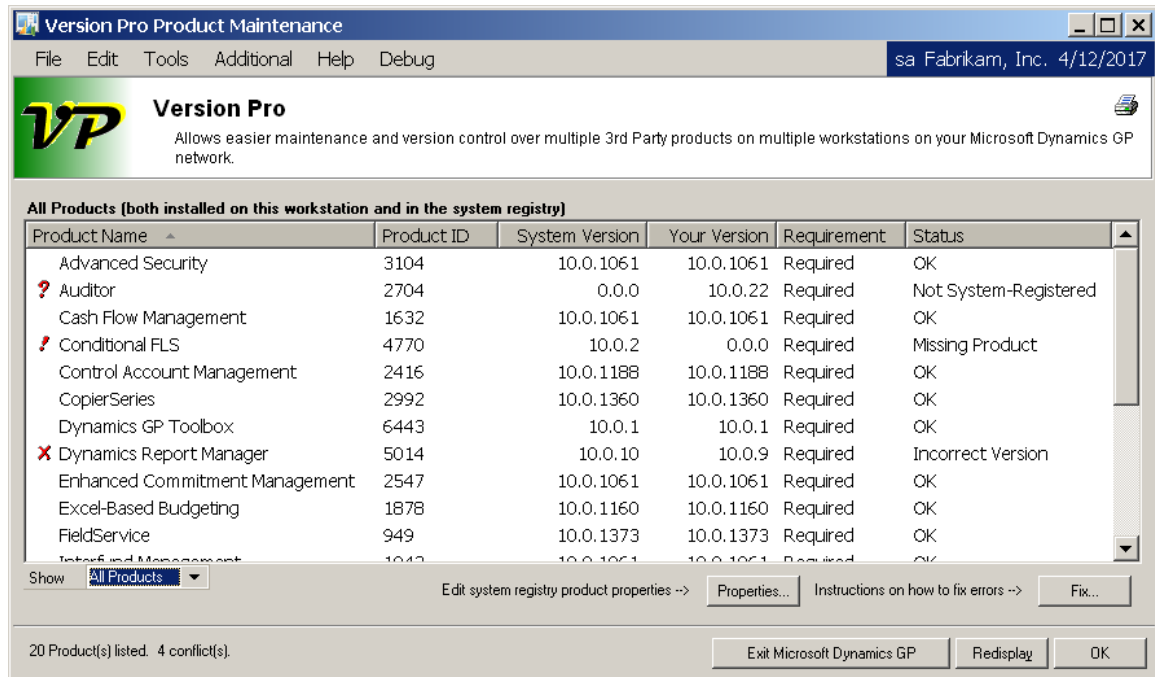 Version Pro Product Maintenance
File Edit Tools Additional Help Debug sa Fabrikam, Inc. 4/12/2017
VP
Version Pro
Allows easier maintenance and version control over multiple 3rd Party products on multiple workstations on your Microsoft Dynamics GP
network.
All Products (both installed on this workstation and in the system registry)
Product Name Product ID System Version Your Version Requirement Status
Advanced Security 3104 10.0.1061 10.0.1061 Required OK
? Auditor 2704 0.0.0 10.0.22 Required Not System-Registered
Cash Flow Management 1632 10.0.1061 10.0.1061 Required OK
! Conditional FLS 4770 10.0.2 0.0.0 Required Missing Product
Control Account Management 2416 10.0.1188 10.0.1188 Required OK
CopierSeries 2992 10.0.1360 10.0.1360 Required OK
Dynamics GP Toolbox 6443 10.0.1 10.0.1 Required OK
Dynamics Report Manager 5014 10.0.10 10.0.9 Required Incorrect Version
Enhanced Commitment Management 2547 10.0.1061 10.0.1061 Required OK
Excel-Based Budgeting 1878 10.0.1160 10.0.1160 Required OK
FieldService 949 10.0.1373 10.0.1373 Required OK
Interfund Management 10.0.1061 10.0.1061 Required OK
Show All Products
Edit system registry product properties --> Properties... Instructions on how to fix errors --> Fix...
20 Product(s) listed. 4 conflict(s). Exit Microsoft Dynamics GP Redisplay OK